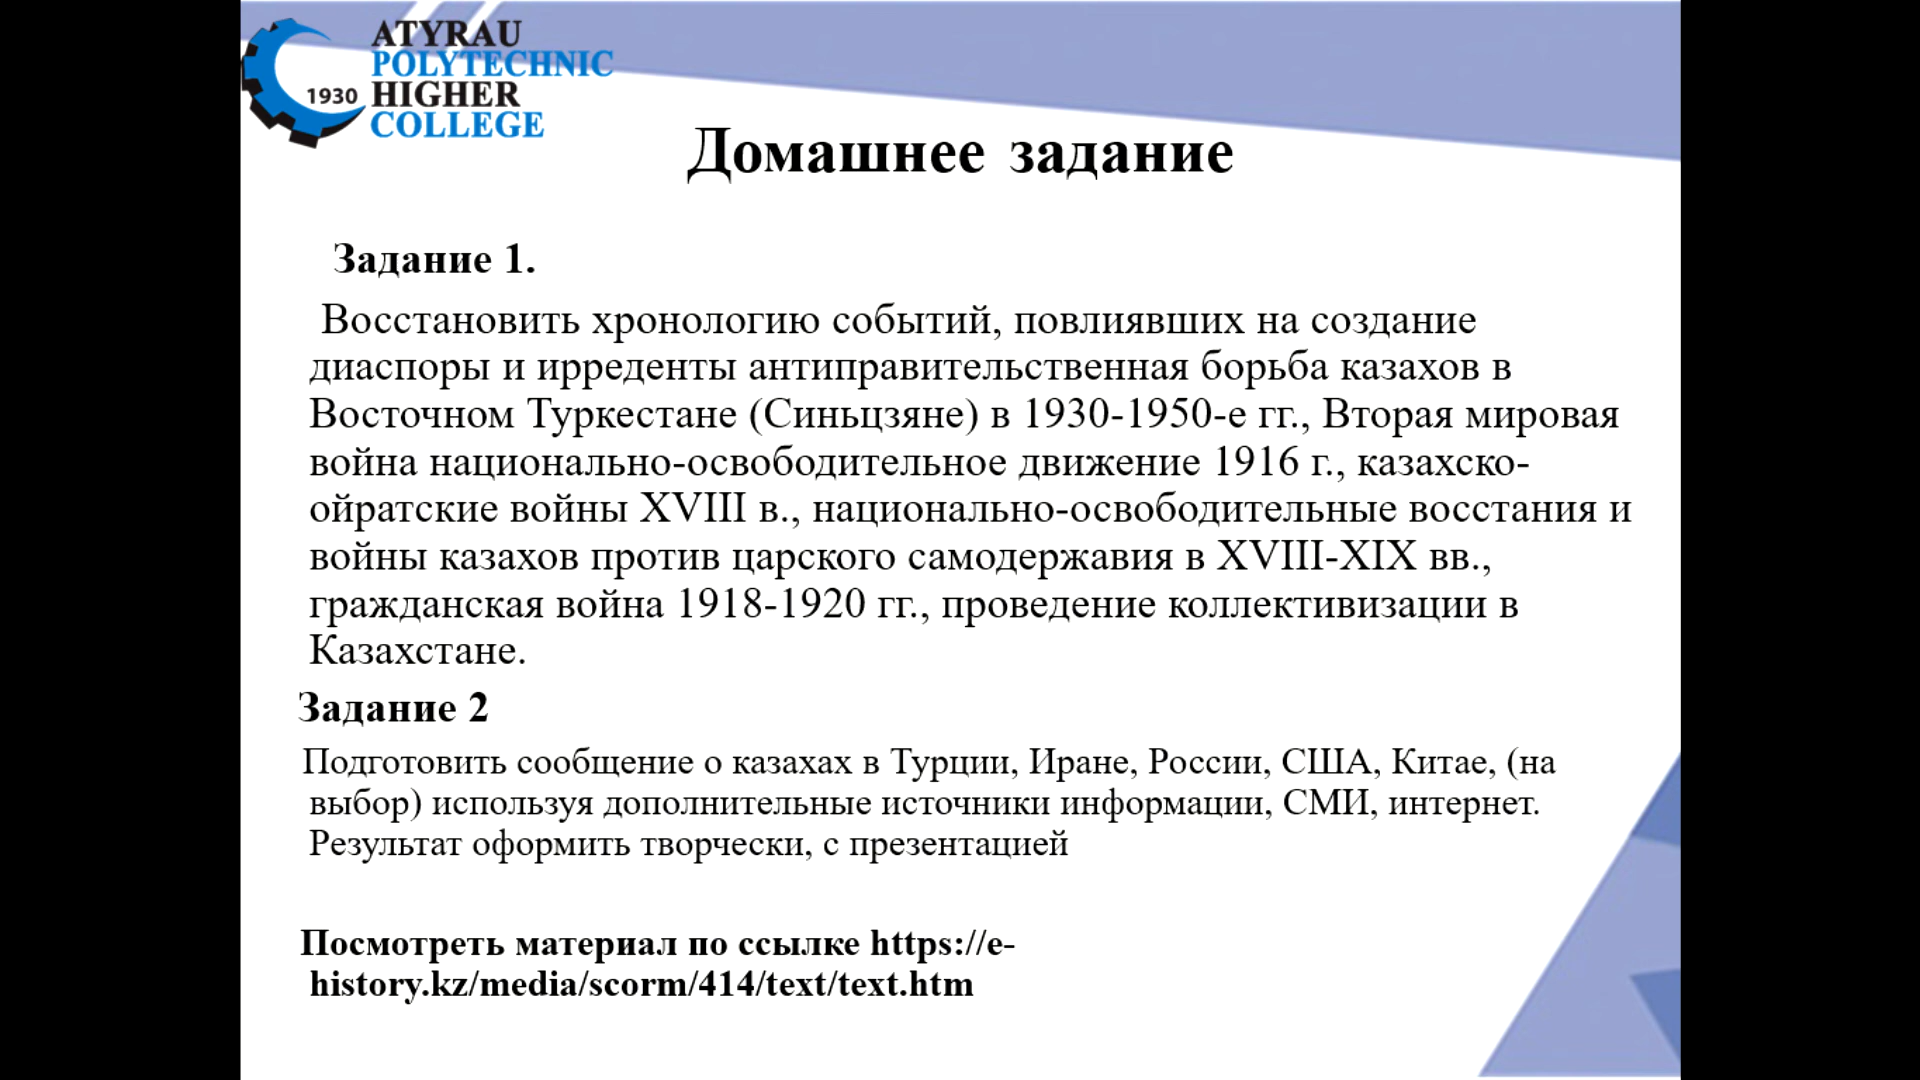 ATYRAU
POLYTECHNIC
1930 HIGHER
COLLEGE
Домашнее задание
Задание 1.
Восстановить хронологию событий, повлиявших на создание
диаспоры и ирреденты антиправительственная борьба казахов в
Восточном Туркестане (Синьцзяне) в 1930-1950-е гг., Вторая мировая
война национально-освободительное движение 1916 г., казахско-
ойратские войны XVIII в., национально-освободительные восстания и
войны казахов против царского самодержавия в XVIII-XIX вв.,
гражданская война 1918-1920 гг., проведение коллективизации в
Казахстане.
Задание 2
Подготовить сообщение о казахах в Турции, Иране, России, США, Китае, (на
выбор) используя дополнительные источники информации, СМИ, интернет.
Результат оформить творчески, с презентацией
Посмотреть материал по ссылке https://e-
history.kz/media/scorm/414/text/text.htm